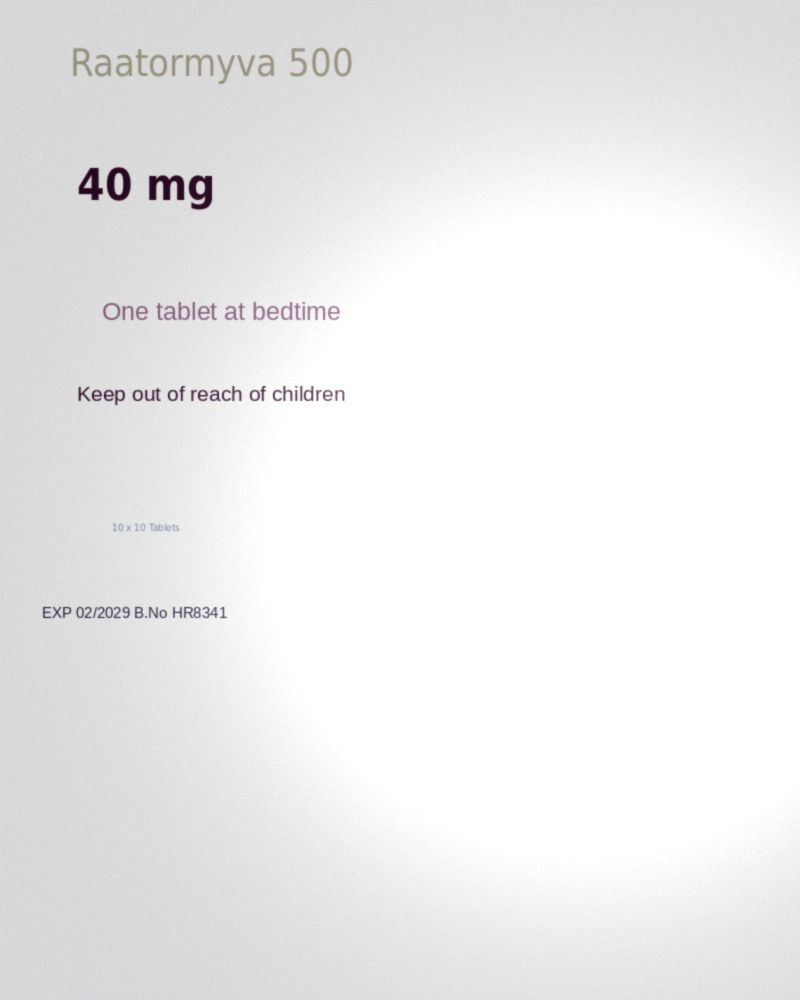 Raatormyva 500
40 mg
One tablet at bedtime
Keep out of reach of children
10 x 10 Tablets
EXP 02/2029 B.No HR8341